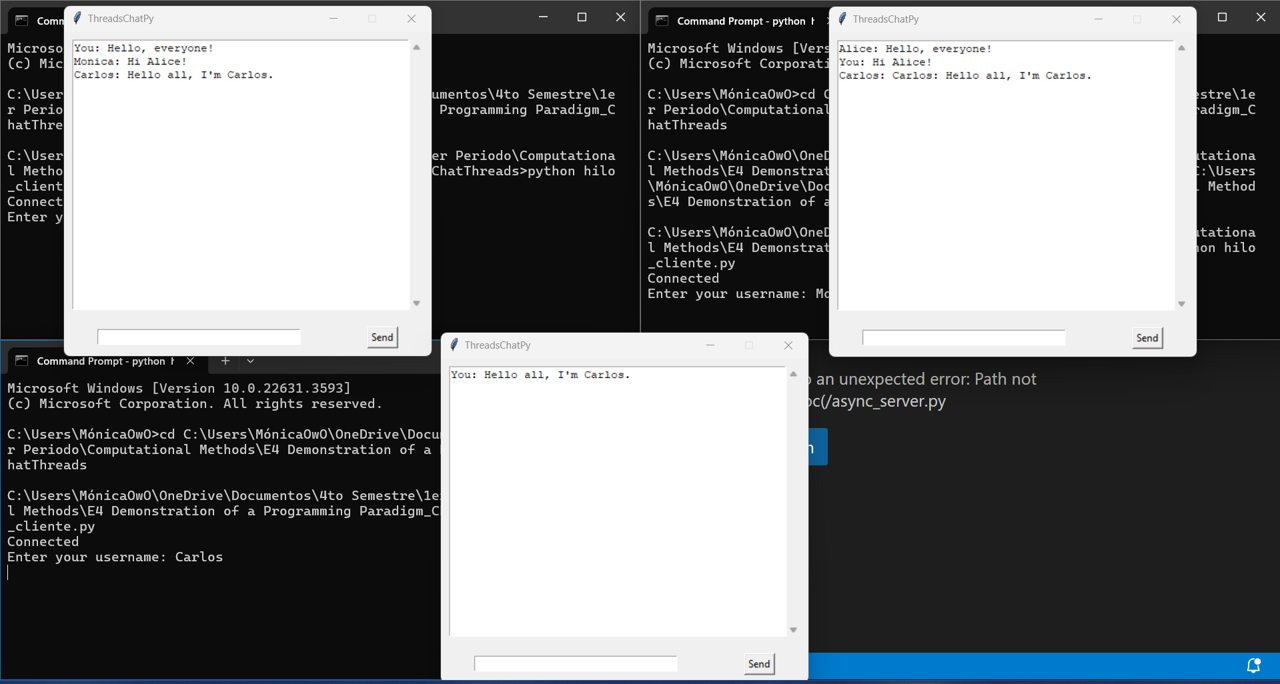 Comm
ThreadsChatPy
Microso
(c) Mic
C:\User
umentos\4to Semestre\1e
r Period
Programming Paradigm_C
hatThre
C:\User
er Periodo\Computationa
l Metho
ChatThreads>python hilo
_client
Connect
Enter y
You: Hello, everyone!
Monica: Hi Alice!
Carlos: Hello all, I'm Carlos.
Send
Command Prompt - python h
ThreadsChatPy
Microsoft Windows [Vers
(c) Microsoft Corporati
C:\Users\MónicaOwO>cd C
estre\1e
r Periodo\Computational
radigm_C
hatThreads
C:\Users\MónicaOwO\OneD
utationa
l Methods\E4 Demonstrat
C:\Users
\MónicaOwO\OneDrive\Doc
l Method
s\E4 Demonstration of a
C:\Users\MónicaOwO\OneD
utationa
l Methods\E4 Demonstrat
on hilo
_cliente.py
Connected
Enter your username: Mo
Alice: Hello, everyone!
You: Hi Alice!
Carlos: Carlos: Hello all, I'm Carlos.
Send
Command Prompt - python h
Microsoft Windows [Version 10.0.22631.3593]
(c) Microsoft Corporation. All rights reserved.
C:\Users\MónicaOwO>cd C:\Users\MónicaOwO\OneDrive\Docu
r Periodo\Computational Methods\E4 Demonstration of a
hatThreads
C:\Users\MónicaOwO\OneDrive\Documentos\4to Semestre\1e
l Methods\E4 Demonstration of a Programming Paradigm_C
_cliente.py
Connected
Enter your username: Carlos
ThreadsChatPy
You: Hello all, I'm Carlos.
Send
o an unexpected error: Path not
oc(/async_server.py